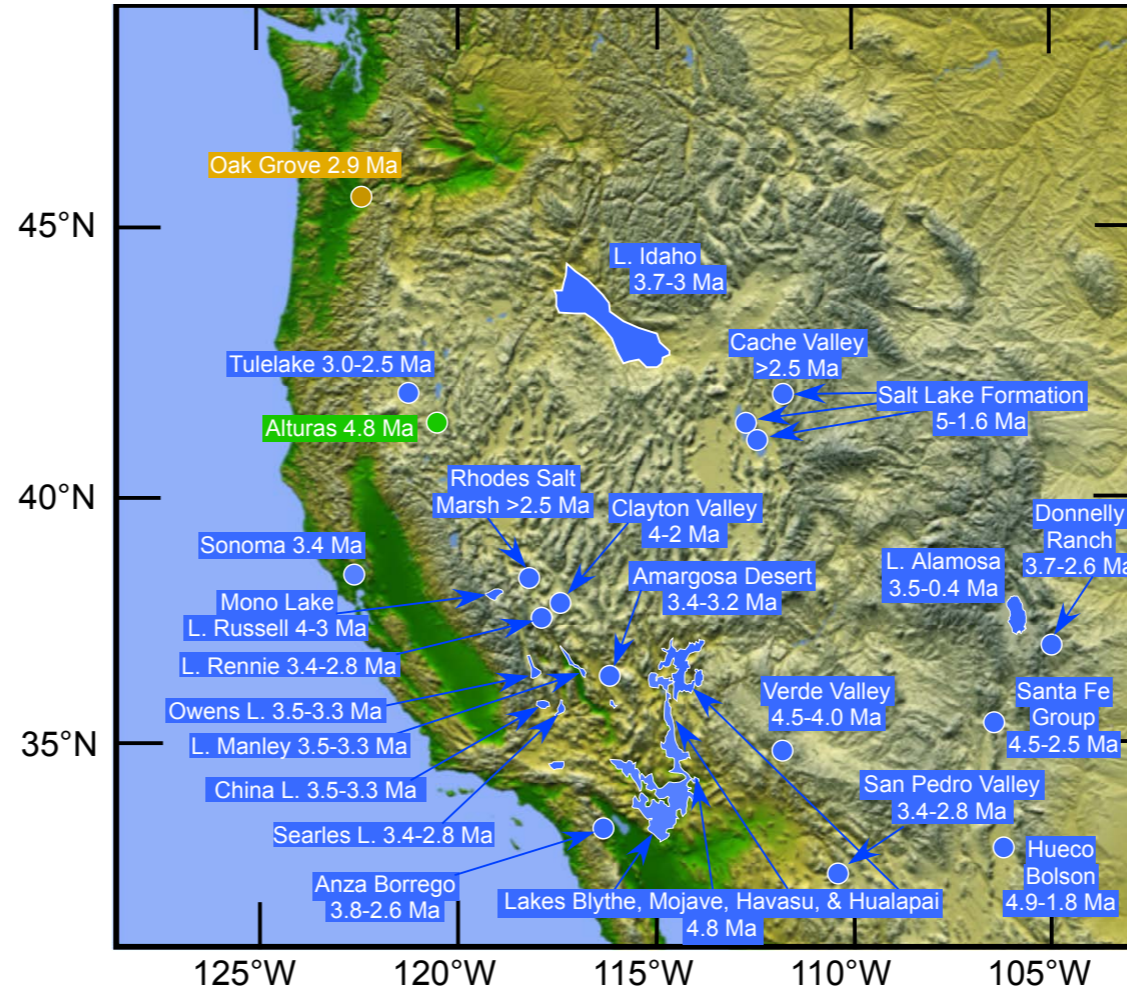 Oak Grove 2.9 Ma
45°N
L. Idaho
3.7-3 Ma
Cache Valley
>2.5 Ma
Tulelake 3.0-2.5 Ma
Salt Lake Formation
5-1.6 Ma
Alturas 4.8 Ma
Rhodes Salt
Marsh >2.5 Ma
40°N
Clayton Valley
4-2 Ma
Donnelly
Ranch
3.7-2.6 Ma
Sonoma 3.4 Ma
L. Alamosa
3.5-0.4 Ma
Amargosa Desert
3.4-3.2 Ma
Mono Lake
L. Russell 4-3 Ma
L. Rennie 3.4-2.8 Ma
Owens L. 3.5-3.3 Ma
Verde Valley
4.5-4.0 Ma
Santa Fe
Group
4.5-2.5 Ma
L. Manley 3.5-3.3 Ma
35°N
China L. 3.5-3.3 Ma
San Pedro Valley
3.4-2.8 Ma
Searles L. 3.4-2.8 Ma
Hueco
Bolson
4.9-1.8 Ma
Anza Borrego
3.8-2.6 Ma
Lakes Blythe, Mojave, Havasu, & Hualapai
4.8 Ma
125°W
120°W
115°W
110°W
105°W